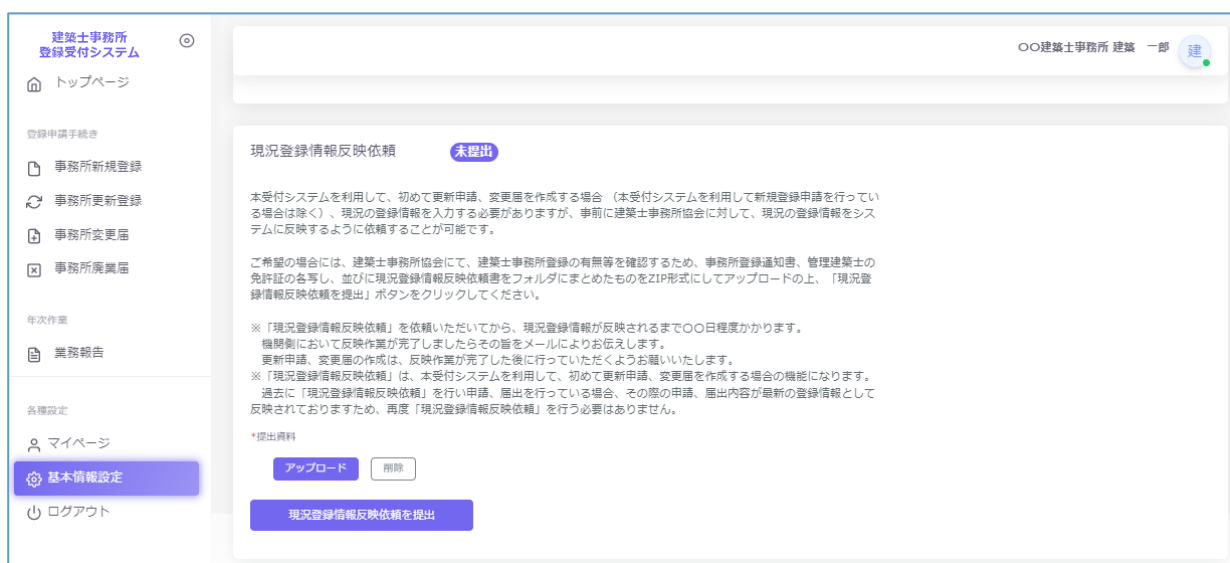 建築士事務所
登録受付システム
トップページ
登録申請手続き
事務所新規登録
事務所更新登録
事務所変更届
事務所廃業届
年次作業
業務報告
各種設定
マイページ
基本情報設定
ログアウト
〇〇建築士事務所 建築 一郎
建
現況登録情報反映依頼 未提出
本受付システムを利用して、初めて更新申請、変更届を作成する場合 (本受付システムを利用して新規登録申請を行ってい
る場合は除く)、現況の登録情報を入力する必要がありますが、事前に建築士事務所協会に対して、現況の登録情報をシス
テムに反映するように依頼することが可能です。
ご希望の場合には、建築士事務所協会にて、建築士事務所登録の有無等を確認するため、事務所登録通知書、管理建築士の
免許証の各写し、並びに現況登録情報反映依頼書をフォルダにまとめたものをZIP形式にしてアップロードの上、「現況登
録情報反映依頼を提出」ボタンをクリックしてください。
※「現況登録情報反映依頼」を依頼いただいてから、現況登録情報が反映されるまで〇〇日程度かかります。
機関側において反映作業が完了しましたらその旨をメールによりお伝えします。
更新申請、変更届の作成は、反映作業が完了した後に行っていただくようお願いいたします。
※「現況登録情報反映依頼」は、本受付システムを利用して、初めて更新申請、変更届を作成する場合の機能になります。
過去に「現況登録情報反映依頼」を行い申請、届出を行っている場合、その際の申請、届出内容が最新の登録情報として
反映されておりますため、再度「現況登録情報反映依頼」を行う必要はありません。
*提出資料
アップロード 削除
現況登録情報反映依頼を提出